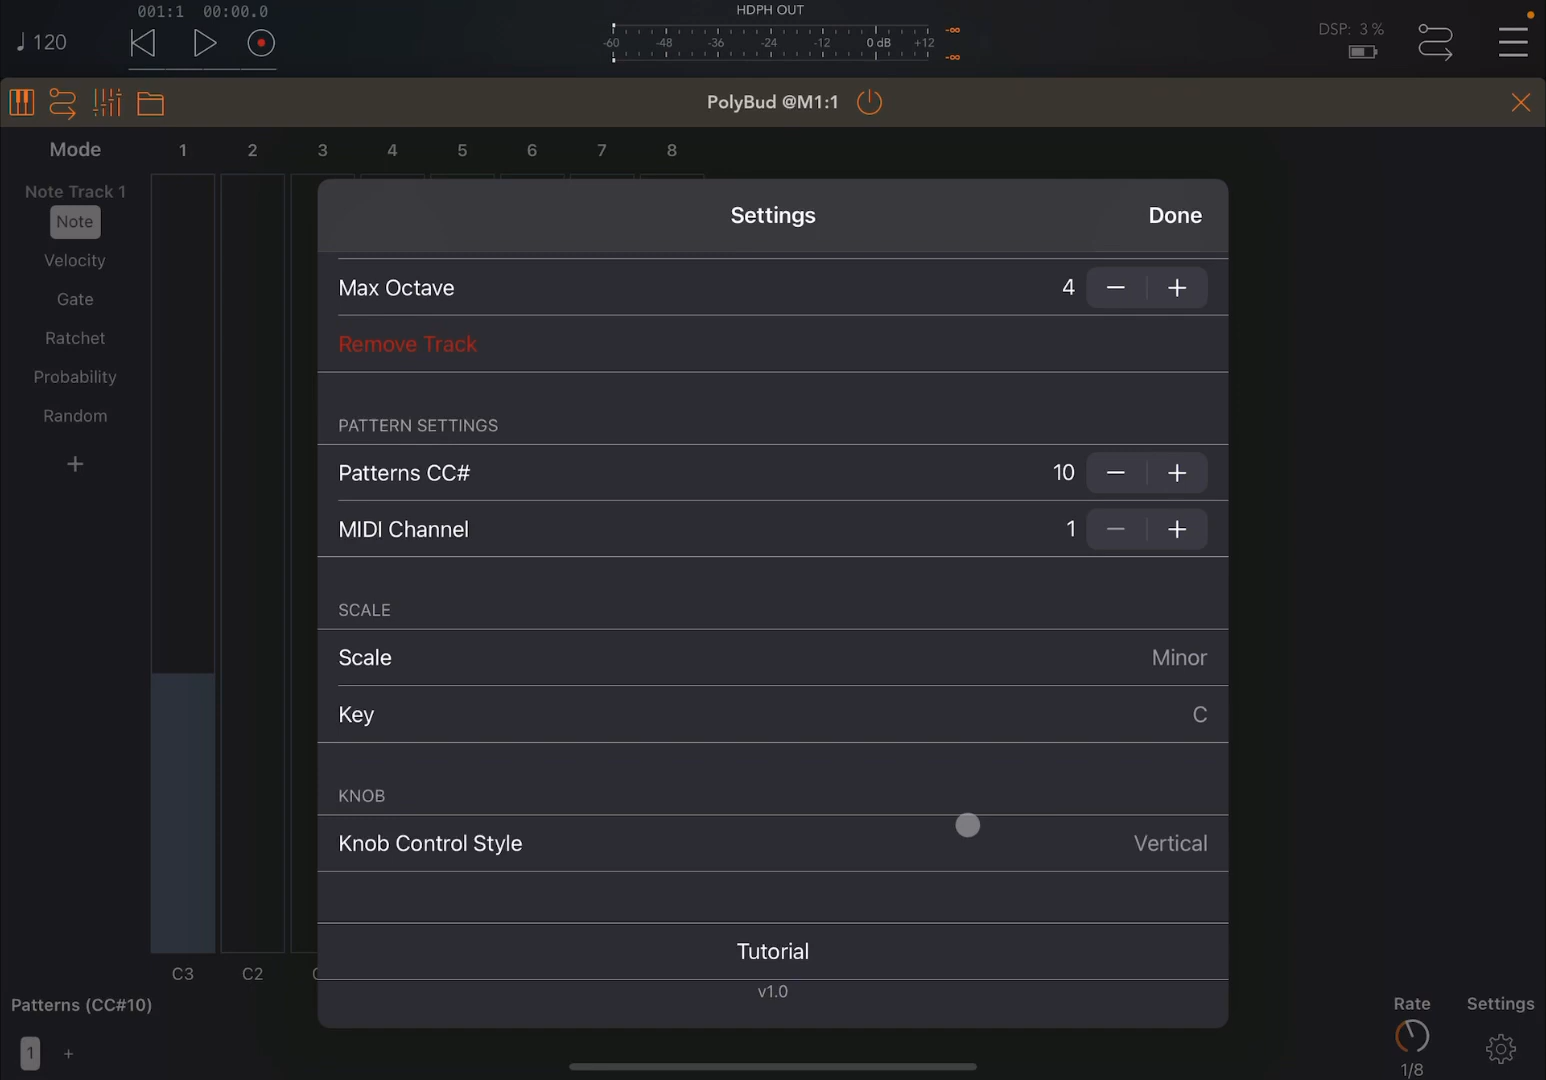 001:1 00:00.0
♩ 120
HDPH OUT
-60 -48 -36 -24 -12 0 dB +12
-∞
-∞
DSP: 3 %
PolyBud @M1:1
Mode 1 2 3 4 5 6 7 8
Note Track 1
Note
Velocity
Gate
Ratchet
Probability
Random
+
Settings Done
Max Octave 4 − +
Remove Track
PATTERN SETTINGS
Patterns CC# 10 − +
MIDI Channel 1 − +
SCALE
Scale Minor
Key C
KNOB
Knob Control Style Vertical
Tutorial
v1.0
C3 C2
Patterns (CC#10)
1 +
Rate Settings
1/8